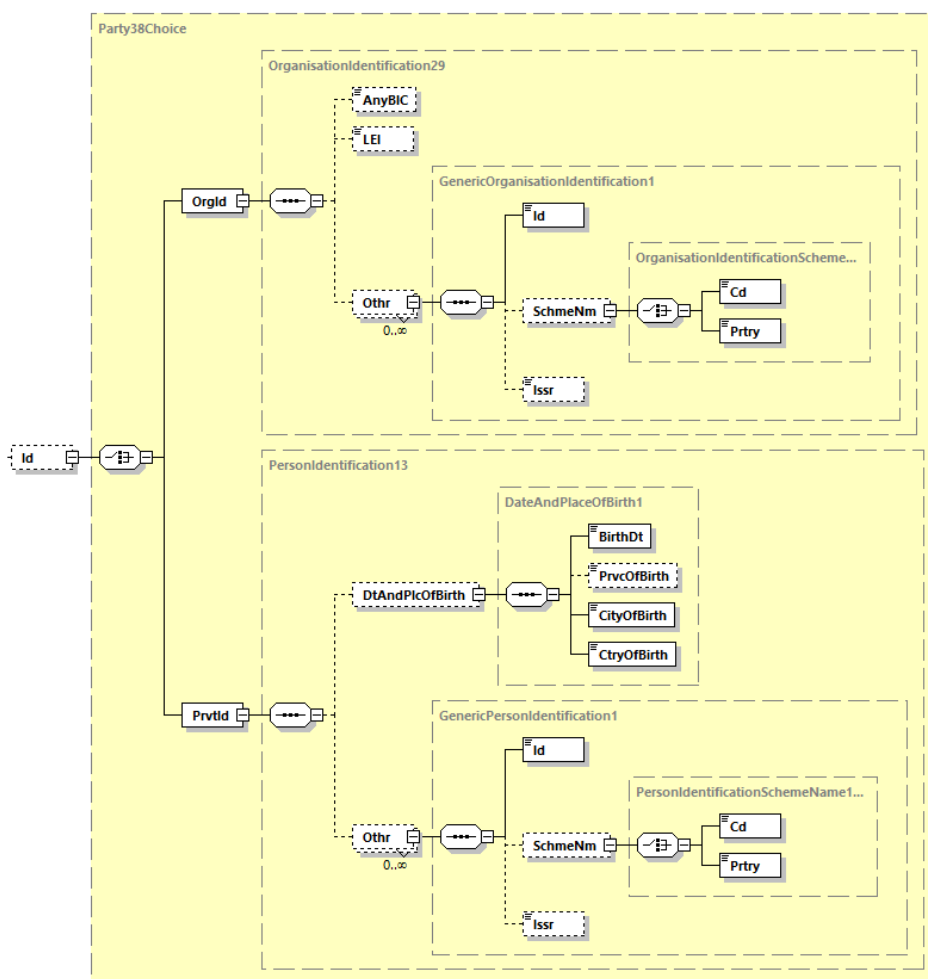 Party38Choice
OrganisationIdentification29
AnyBIC
LEI
GenericOrganisationIdentification1
OrgId
Id
OrganisationIdentificationScheme...
Cd
Othr
SchmeNm
0..∞
Prtry
Issr
Id
PersonIdentification13
DateAndPlaceOfBirth1
BirthDt
PrvcOfBirth
DtAndPlcOfBirth
CityOfBirth
CtryOfBirth
PrvtId
GenericPersonIdentification1
Id
PersonIdentificationSchemeName1...
Cd
Othr
SchmeNm
0..∞
Prtry
Issr